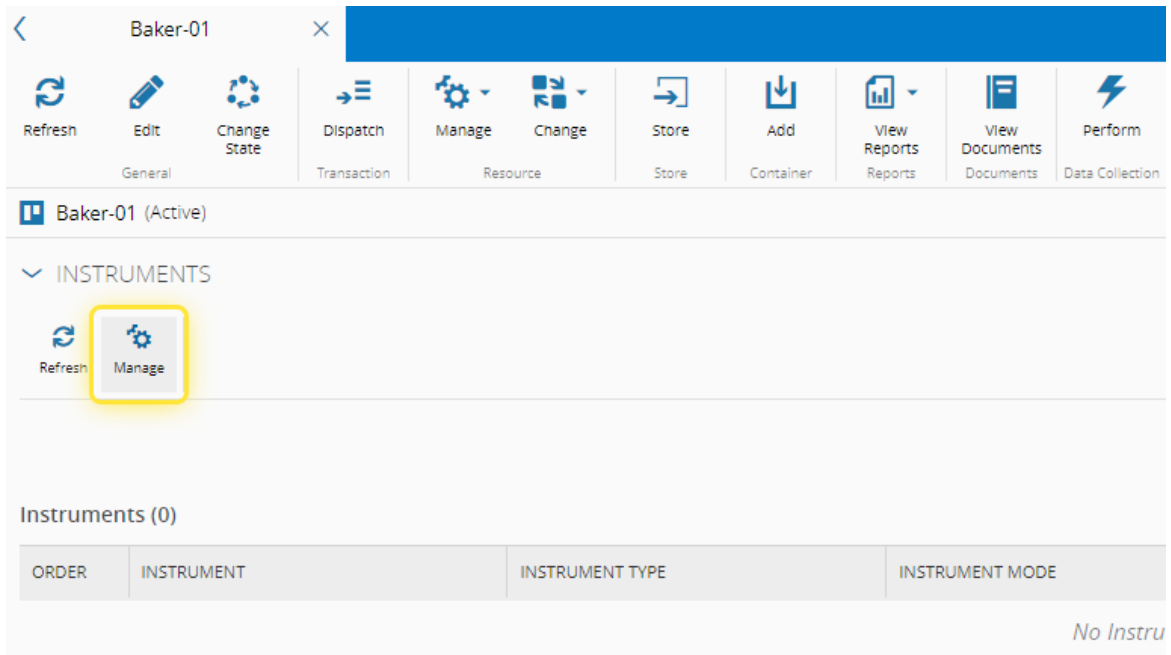 Baker-01
Refresh Edit Change State Dispatch Manage Change Store Add View Reports View Documents Perform
General Transaction Resource Store Container Reports Documents Data Collection
Baker-01 (Active)
INSTRUMENTS
Refresh Manage
Instruments (0)
ORDER INSTRUMENT INSTRUMENT TYPE INSTRUMENT MODE
No Instru